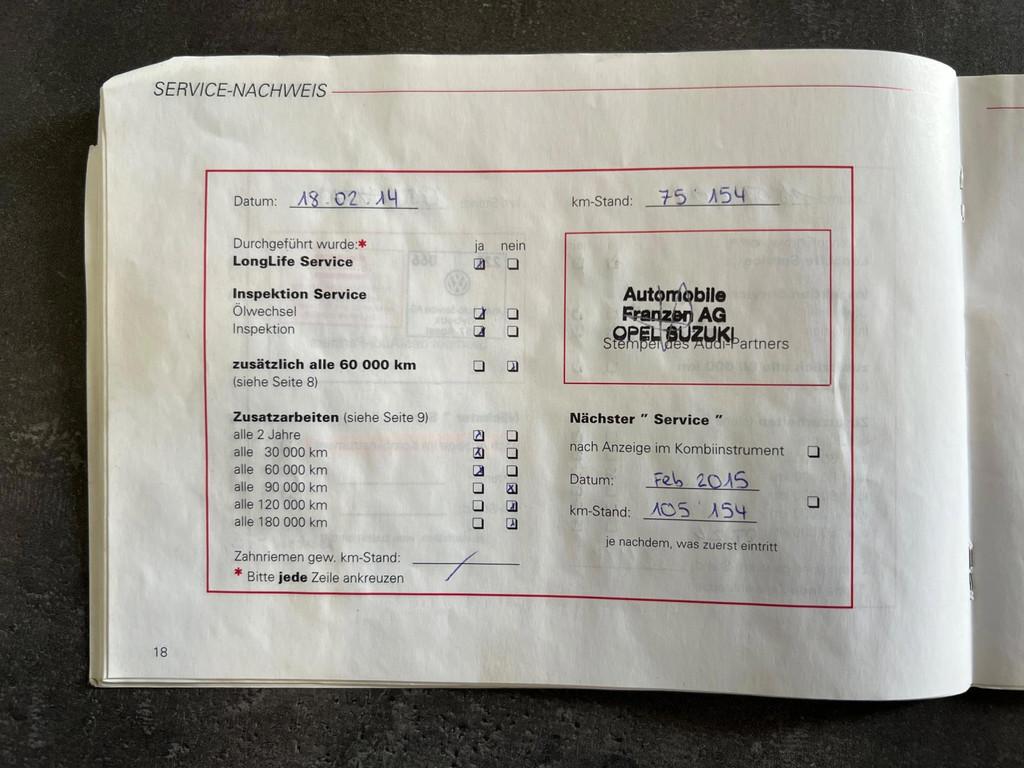 SERVICE-NACHWEIS
Datum: 18.02.14
km-Stand: 75'154
Durchgeführt wurde:* ja nein
LongLife Service
Inspektion Service
Ölwechsel
Inspektion
zusätzlich alle 60 000 km
(siehe Seite 8)
Zusatzarbeiten (siehe Seite 9)
alle 2 Jahre
alle 30 000 km
alle 60 000 km
alle 90 000 km
alle 120 000 km
alle 180 000 km
Zahnriemen gew. km-Stand: /
* Bitte jede Zeile ankreuzen
Automobile
Franzen AG
OPEL SUZUKI
Stempel des Audi-Partners
Nächster " Service "
nach Anzeige im Kombiinstrument
Datum: Feb 2015
km-Stand: 105'154
je nachdem, was zuerst eintritt
18